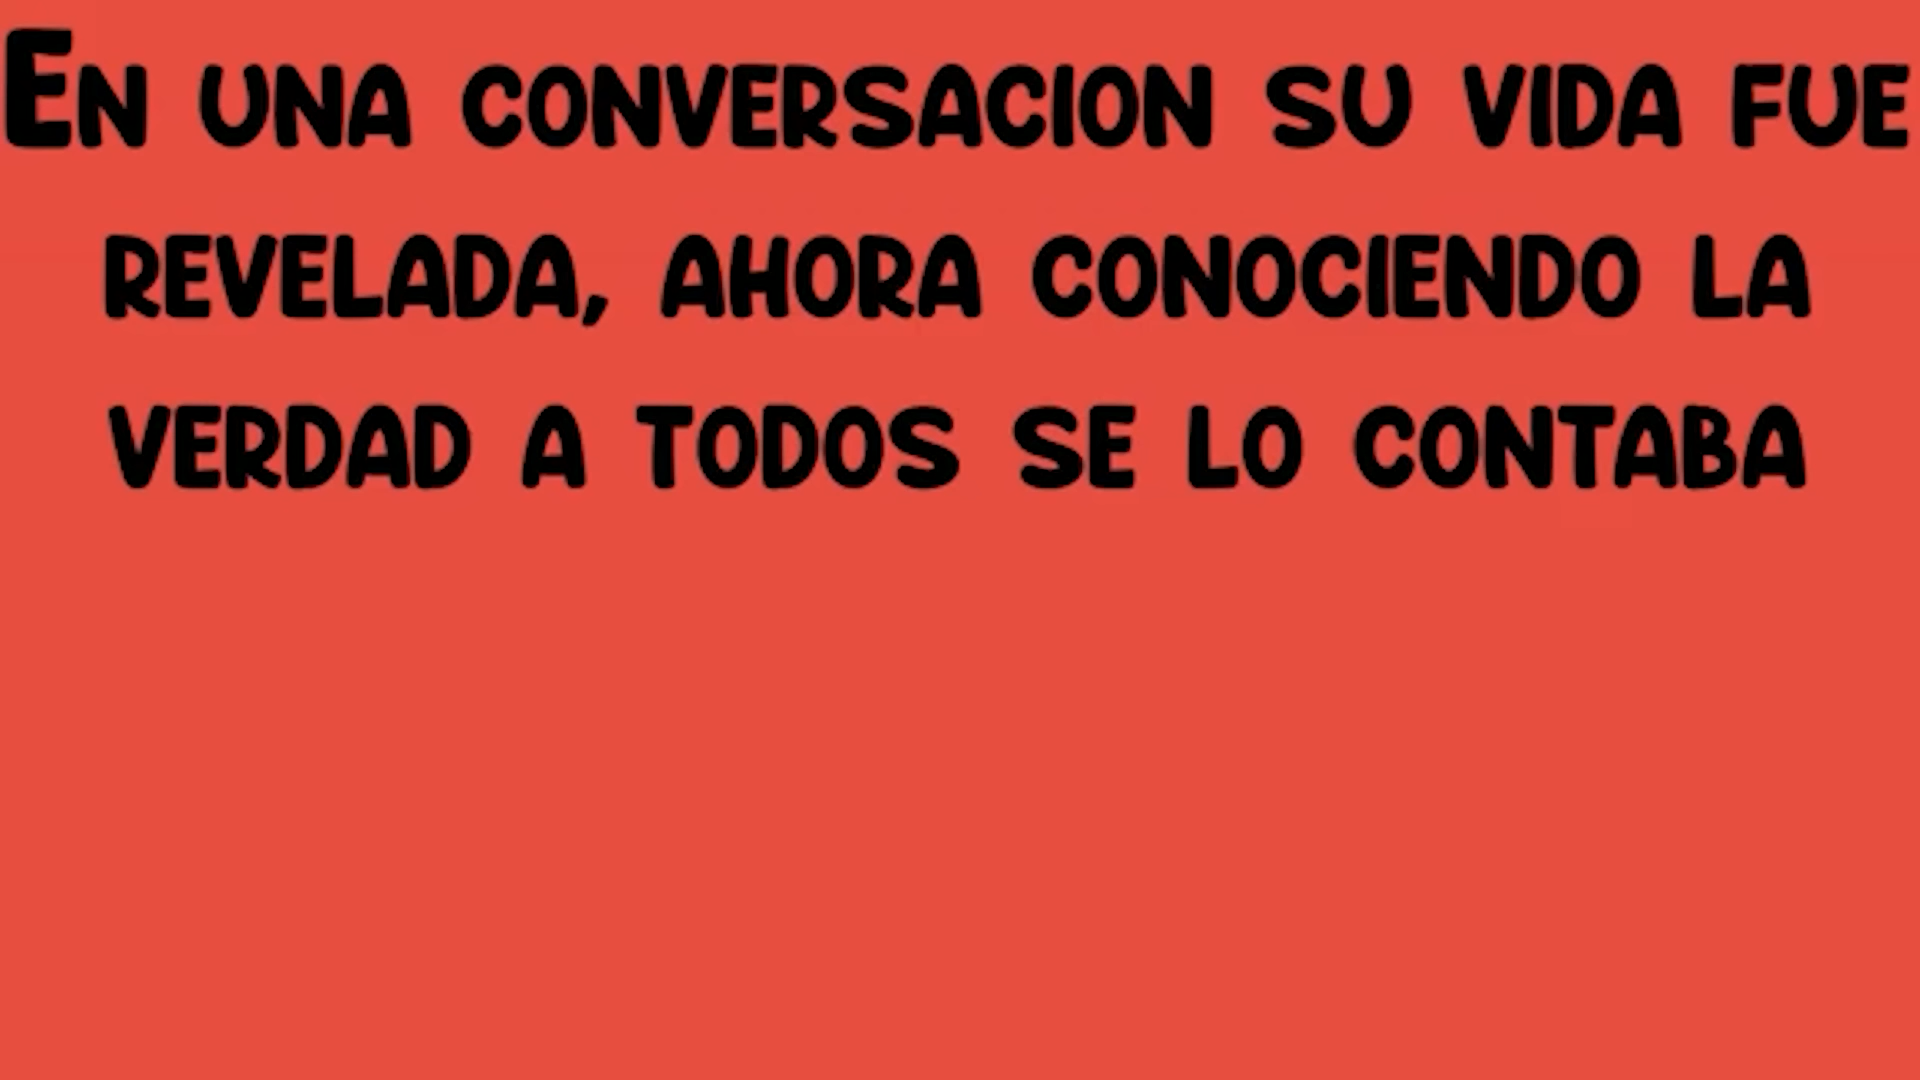 En una conversacion su vida fue
revelada, ahora conociendo la
verdad a todos se lo contaba